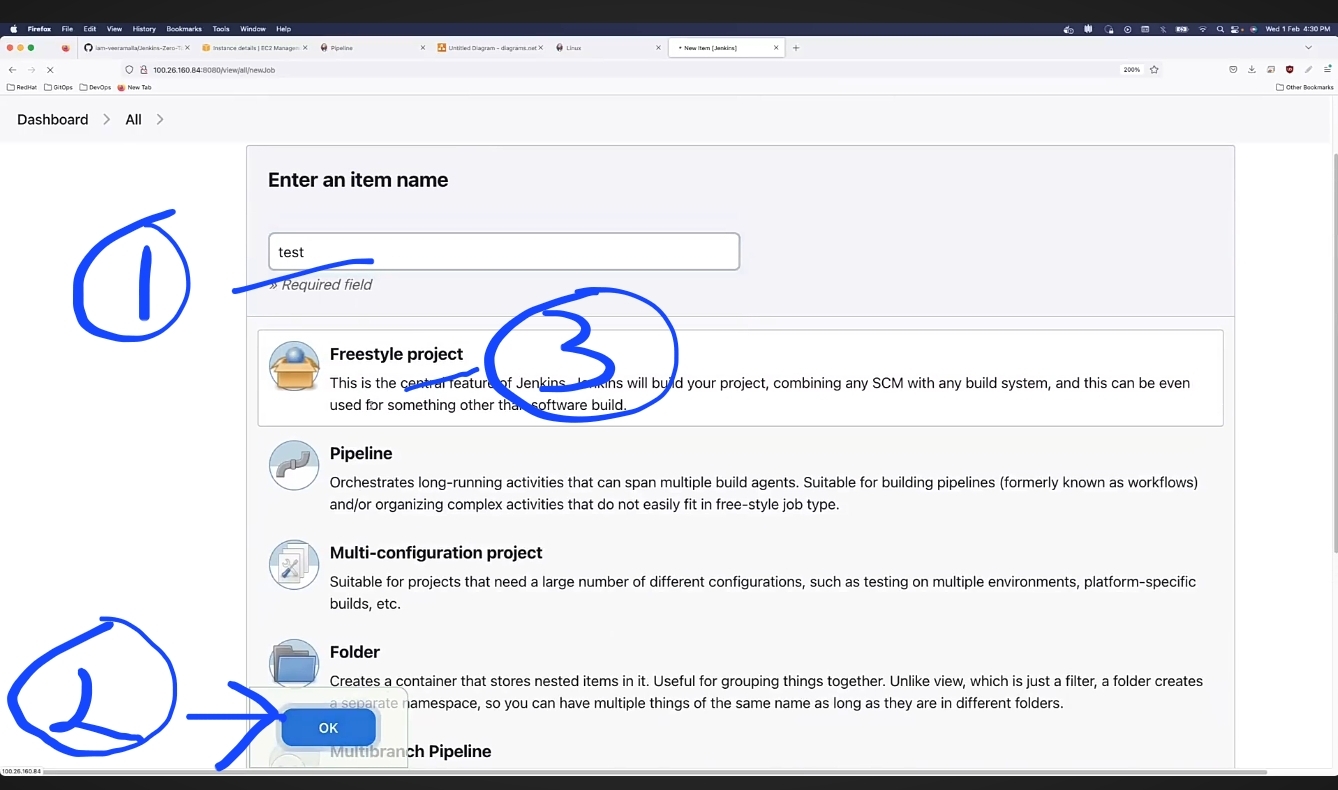 Firefox File Edit View History Bookmarks Tools Window Help
Wed 1 Feb 4:30 PM
iam-veeramalla/Jenkins-Zero-T
Instance details | EC2 Manager
Pipeline
Untitled Diagram - diagrams.net
Linux
New Item [Jenkins]
100.26.160.84:8080/view/all/newJob
200%
RedHat GitOps DevOps New Tab
Other Bookmarks
Dashboard All
Enter an item name
test
» Required field
1
3
Freestyle project
This is the central feature of Jenkins. Jenkins will build your project, combining any SCM with any build system, and this can be even
used for something other than software build.
Pipeline
Orchestrates long-running activities that can span multiple build agents. Suitable for building pipelines (formerly known as workflows)
and/or organizing complex activities that do not easily fit in free-style job type.
Multi-configuration project
Suitable for projects that need a large number of different configurations, such as testing on multiple environments, platform-specific
builds, etc.
Folder
Creates a container that stores nested items in it. Useful for grouping things together. Unlike view, which is just a filter, a folder creates
a separate namespace, so you can have multiple things of the same name as long as they are in different folders.
2
OK
Multibranch Pipeline
100.26.160.84